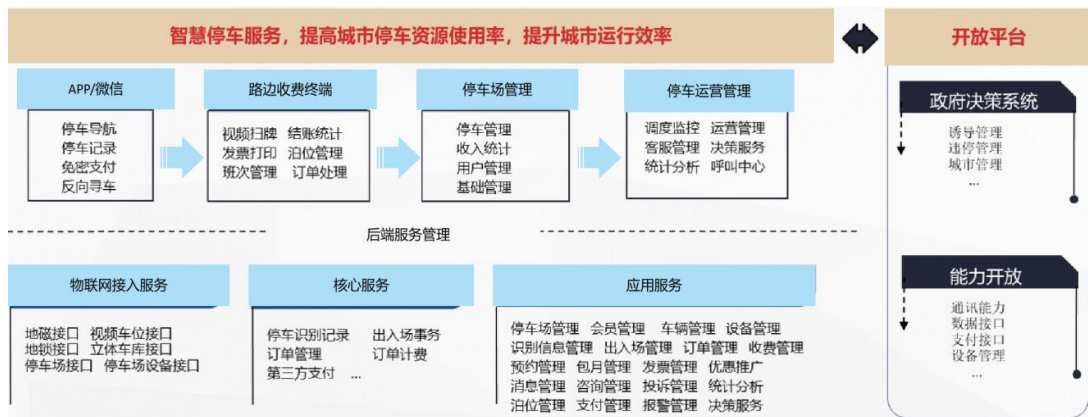 智慧停车服务，提高城市停车资源使用率，提升城市运行效率
开放平台
APP/微信
停车导航
停车记录
免密支付
反向寻车
路边收费终端
视频扫牌 结账统计
发票打印 泊位管理
班次管理 订单处理
停车场管理
停车管理
收入统计
用户管理
基础管理
停车运营管理
调度监控 运营管理
客服管理 决策服务
统计分析 呼叫中心
政府决策系统
诱导管理
违停管理
城市管理
...
后端服务管理
物联网接入服务
地磁接口 视频车位接口
地锁接口 立体车库接口
停车场接口 停车场设备接口
核心服务
停车识别记录 出入场事务
订单管理 订单计费
第三方支付 ...
应用服务
停车场管理 会员管理 车辆管理 设备管理
识别信息管理 出入场管理 订单管理 收费管理
预约管理 包月管理 发票管理 优惠推广
消息管理 咨询管理 投诉管理 统计分析
泊位管理 支付管理 报警管理 决策服务
能力开放
通讯能力
数据接口
支付接口
设备管理
...